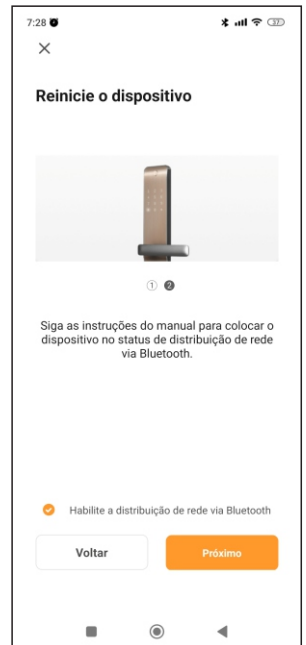 7:28
37
Reinicie o dispositivo
1 2
Siga as instruções do manual para colocar o
dispositivo no status de distribuição de rede
via Bluetooth.
Habilite a distribuição de rede via Bluetooth
Voltar
Próximo